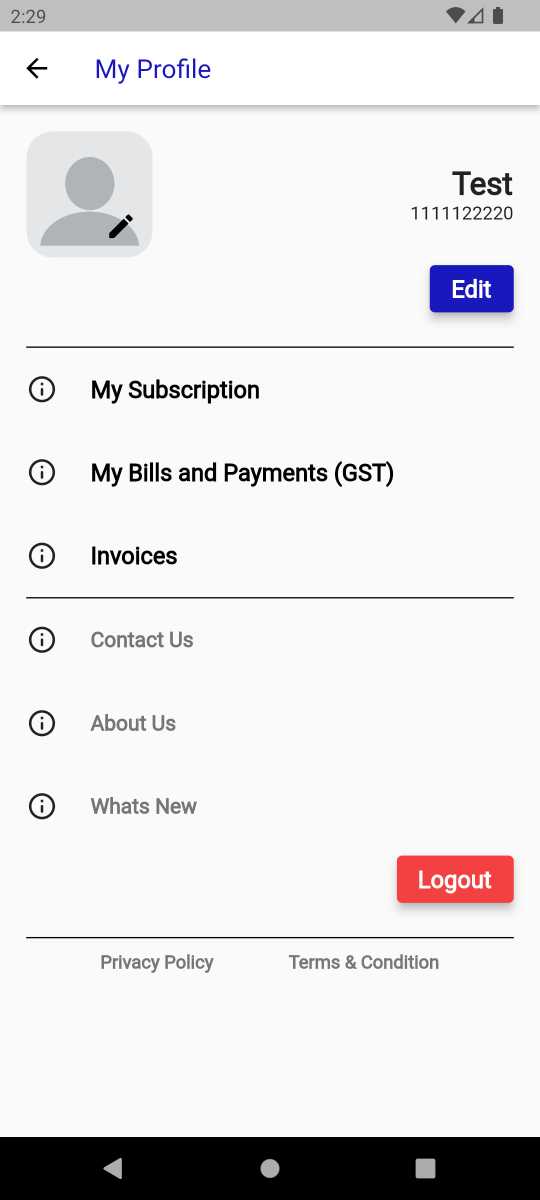 2:29
My Profile
Test
1111122220
Edit
My Subscription
My Bills and Payments (GST)
Invoices
Contact Us
About Us
Whats New
Logout
Privacy Policy Terms & Condition